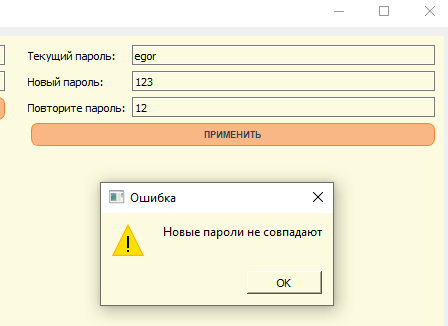 Текущий пароль: egor
Новый пароль: 123
Повторите пароль: 12
ПРИМЕНИТЬ
Ошибка
Новые пароли не совпадают
OK